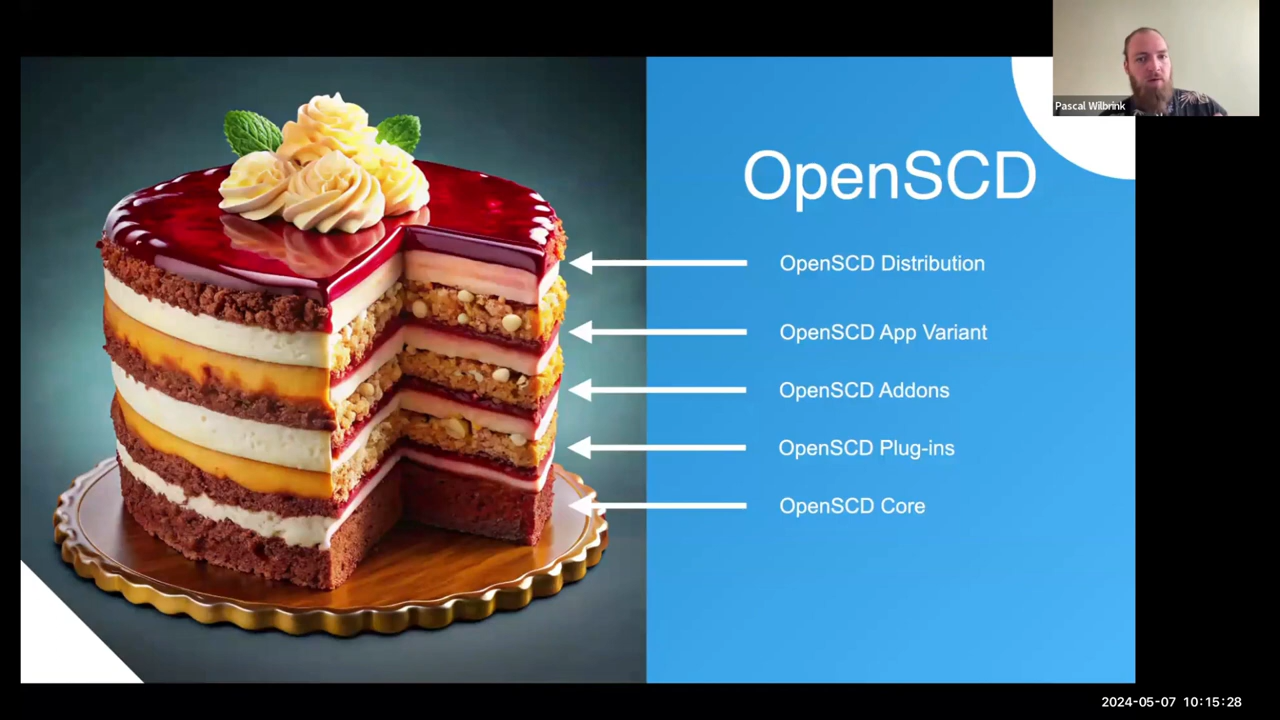 Pascal Wilbrink
OpenSCD
OpenSCD Distribution
OpenSCD App Variant
OpenSCD Addons
OpenSCD Plug-ins
OpenSCD Core
2024-05-07 10:15:28